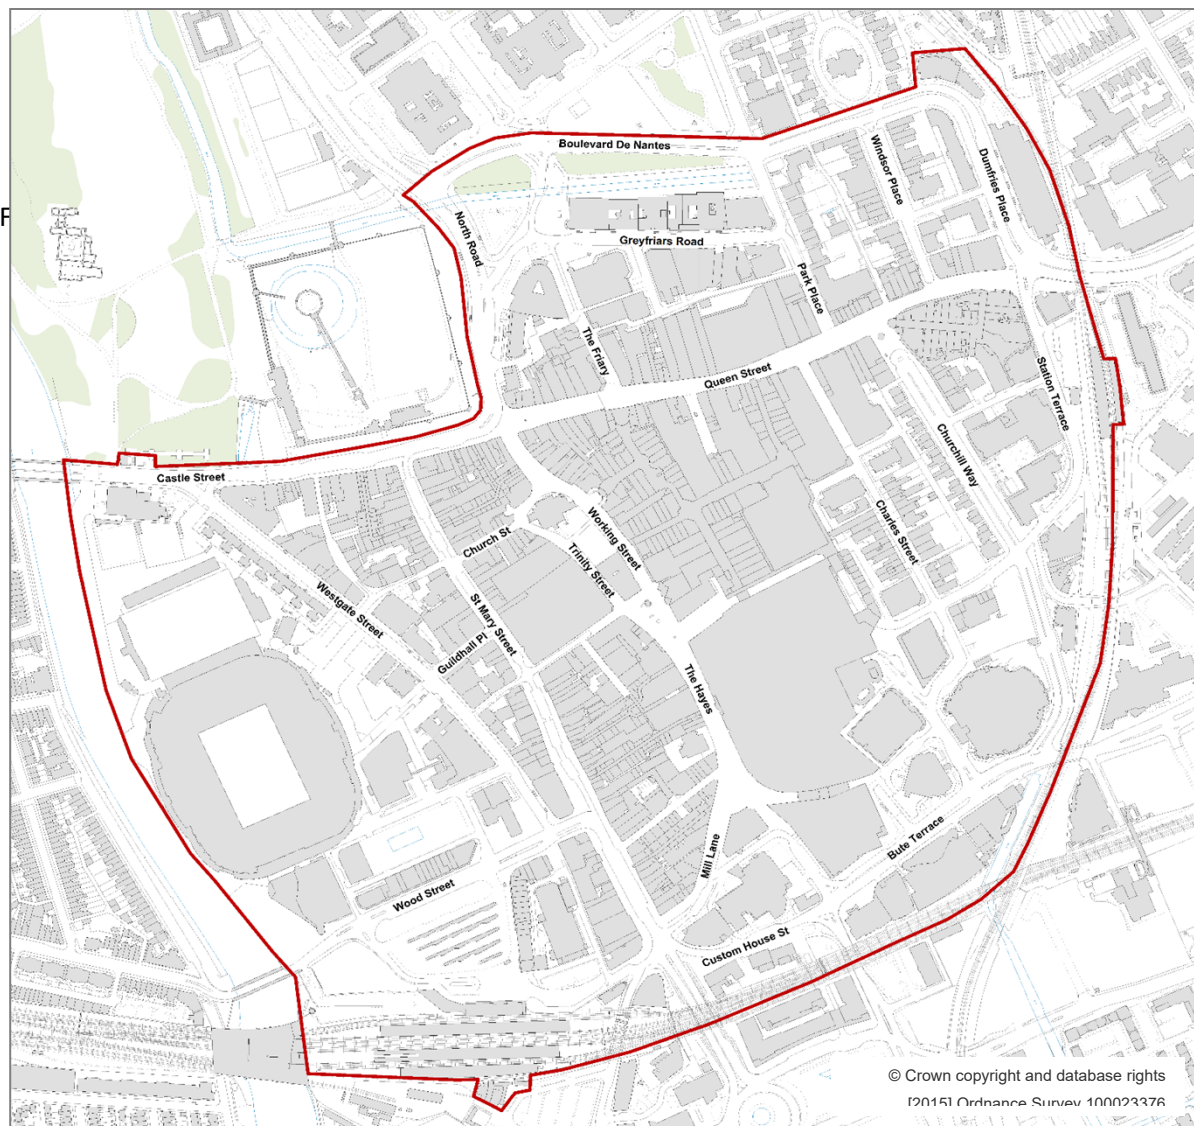 Boulevard De Nantes
Windsor Place
Dumfries Place
F
North Road
Greyfriars Road
Park Place
The Friary
Queen Street
Station Terrace
Churchill Way
Castle Street
Charles Street
Working Street
Church St
Trinity Street
Westgate Street
St Mary Street
Guildhall Pl
The Hayes
Bute Terrace
Mill Lane
Wood Street
Custom House St
© Crown copyright and database rights
[2015] Ordnance Survey 100023376